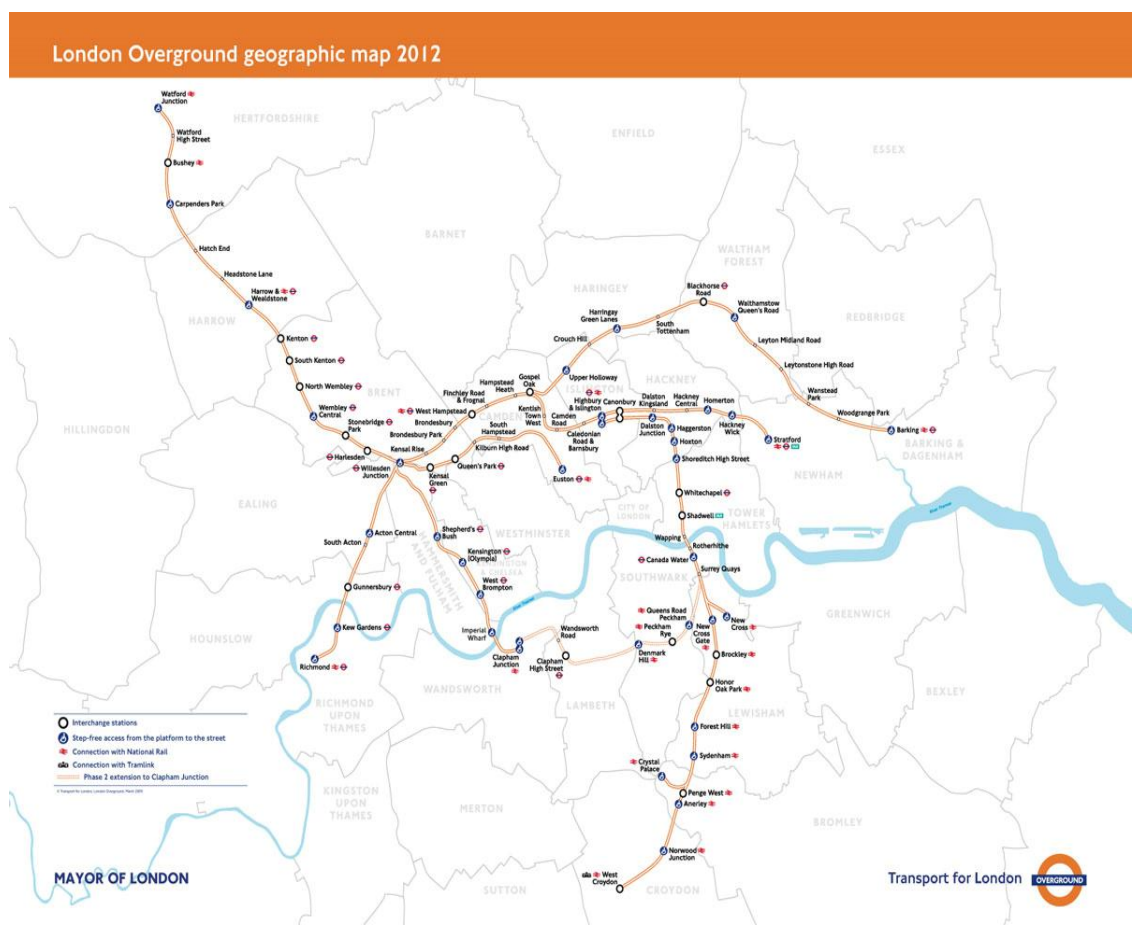 London Overground geographic map 2012
Watford
Junction
HERTFORDSHIRE
ENFIELD
Watford
High Street
ESSEX
Bushey
Carpenders Park
BARNET
Hatch End
WALTHAM
FOREST
Headstone Lane
Harrow &
Wealdstone
HARINGEY
Blackhorse
Road
Harringay
Green Lanes
Walthamstow
Queen's Road
HARROW
South
Tottenham
REDBRIDGE
Kenton
Crouch Hill
Leyton Midland Road
South Kenton
Leytonstone High Road
North Wembley
BRENT
Finchley Road
& Frognal
Hampstead
Heath
Gospel
Oak
Upper Holloway
HACKNEY
ISLINGTON
Wanstead
Park
Wembley
Central
West Hampstead
CAMDEN
Kentish
Town
West
Camden
Road
Highbury
& Islington
Canonbury
Dalston
Kingsland
Hackney
Central
Homerton
Woodgrange Park
HILLINGDON
Stonebridge
Park
Brondesbury
Brondesbury Park
South
Hampstead
Kilburn High Road
Caledonian
Road &
Barnsbury
Dalston
Junction
Haggerston
Hackney
Wick
Barking
BARKING &
DAGENHAM
Harlesden
Kensal Rise
Hoxton
Stratford
Willesden
Junction
Queen's Park
Shoreditch High Street
Kensal
Green
Euston
NEWHAM
EALING
Whitechapel
CITY OF
LONDON
Shadwell
DLR
TOWER
HAMLETS
River Thames
Acton Central
Shepherd's
Bush
WESTMINSTER
South Acton
Wapping
Rotherhithe
HAMMERSMITH
AND FULHAM
Kensington
(Olympia)
KENSINGTON
& CHELSEA
Canada Water
Surrey Quays
SOUTHWARK
Gunnersbury
West
Brompton
River Thames
Queens Road
Peckham
GREENWICH
Kew Gardens
Imperial
Wharf
Wandsworth
Road
Peckham
Rye
New
Cross
Gate
New
Cross
HOUNSLOW
Richmond
Clapham
Junction
Clapham
High Street
Denmark
Hill
Brockley
WANDSWORTH
Honor
Oak Park
BEXLEY
RICHMOND
UPON
THAMES
LAMBETH
LEWISHAM
Interchange stations
Step-free access from the platform to the street
Forest Hill
Connection with National Rail
Connection with Tramlink
Sydenham
Phase 2 extension to Clapham Junction
Crystal
Palace
KINGSTON
UPON
THAMES
Penge West
MERTON
Anerley
BROMLEY
Norwood
Junction
MAYOR OF LONDON
SUTTON
West
Croydon
CROYDON
Transport for London
OVERGROUND